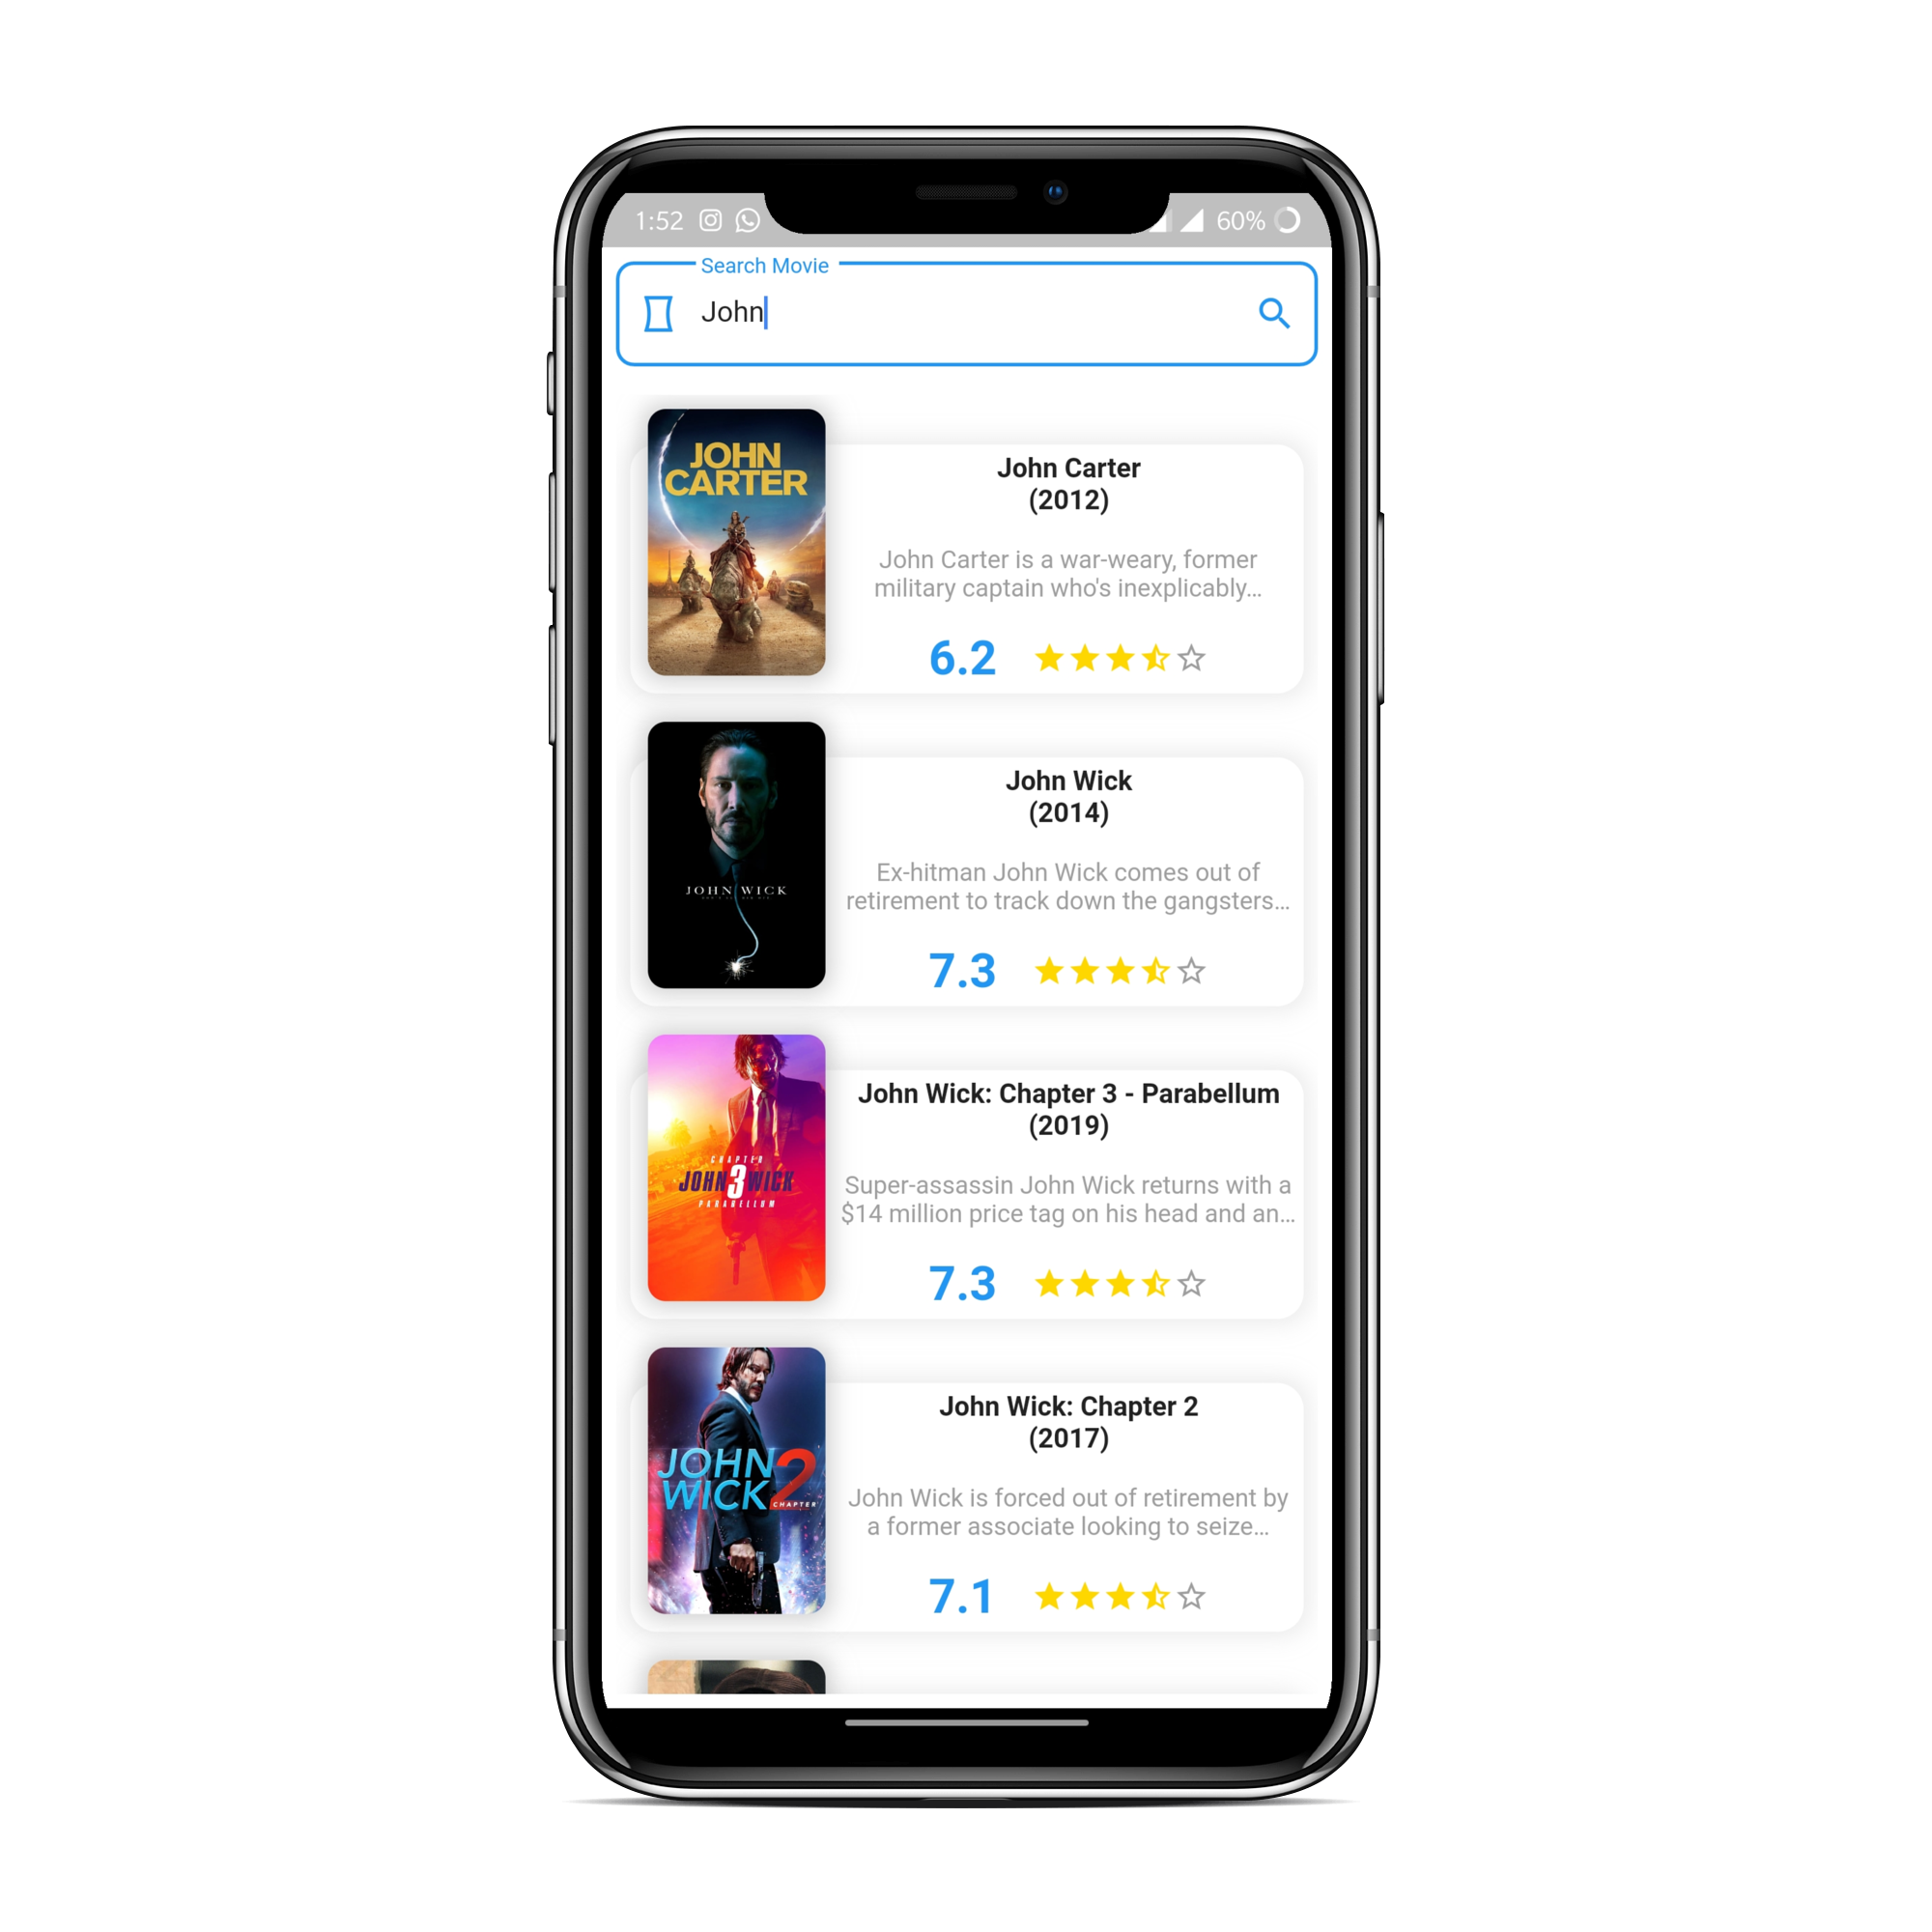 1:52 60%
Search Movie
John
JOHN
CARTER
John Carter
(2012)
John Carter is a war-weary, former
military captain who's inexplicably...
6.2
JOHN WICK
John Wick
(2014)
Ex-hitman John Wick comes out of
retirement to track down the gangsters...
7.3
CHAPTER
JOHN 3 WICK
PARABELLUM
John Wick: Chapter 3 - Parabellum
(2019)
Super-assassin John Wick returns with a
$14 million price tag on his head and an...
7.3
JOHN
WICK 2
CHAPTER
John Wick: Chapter 2
(2017)
John Wick is forced out of retirement by
a former associate looking to seize...
7.1